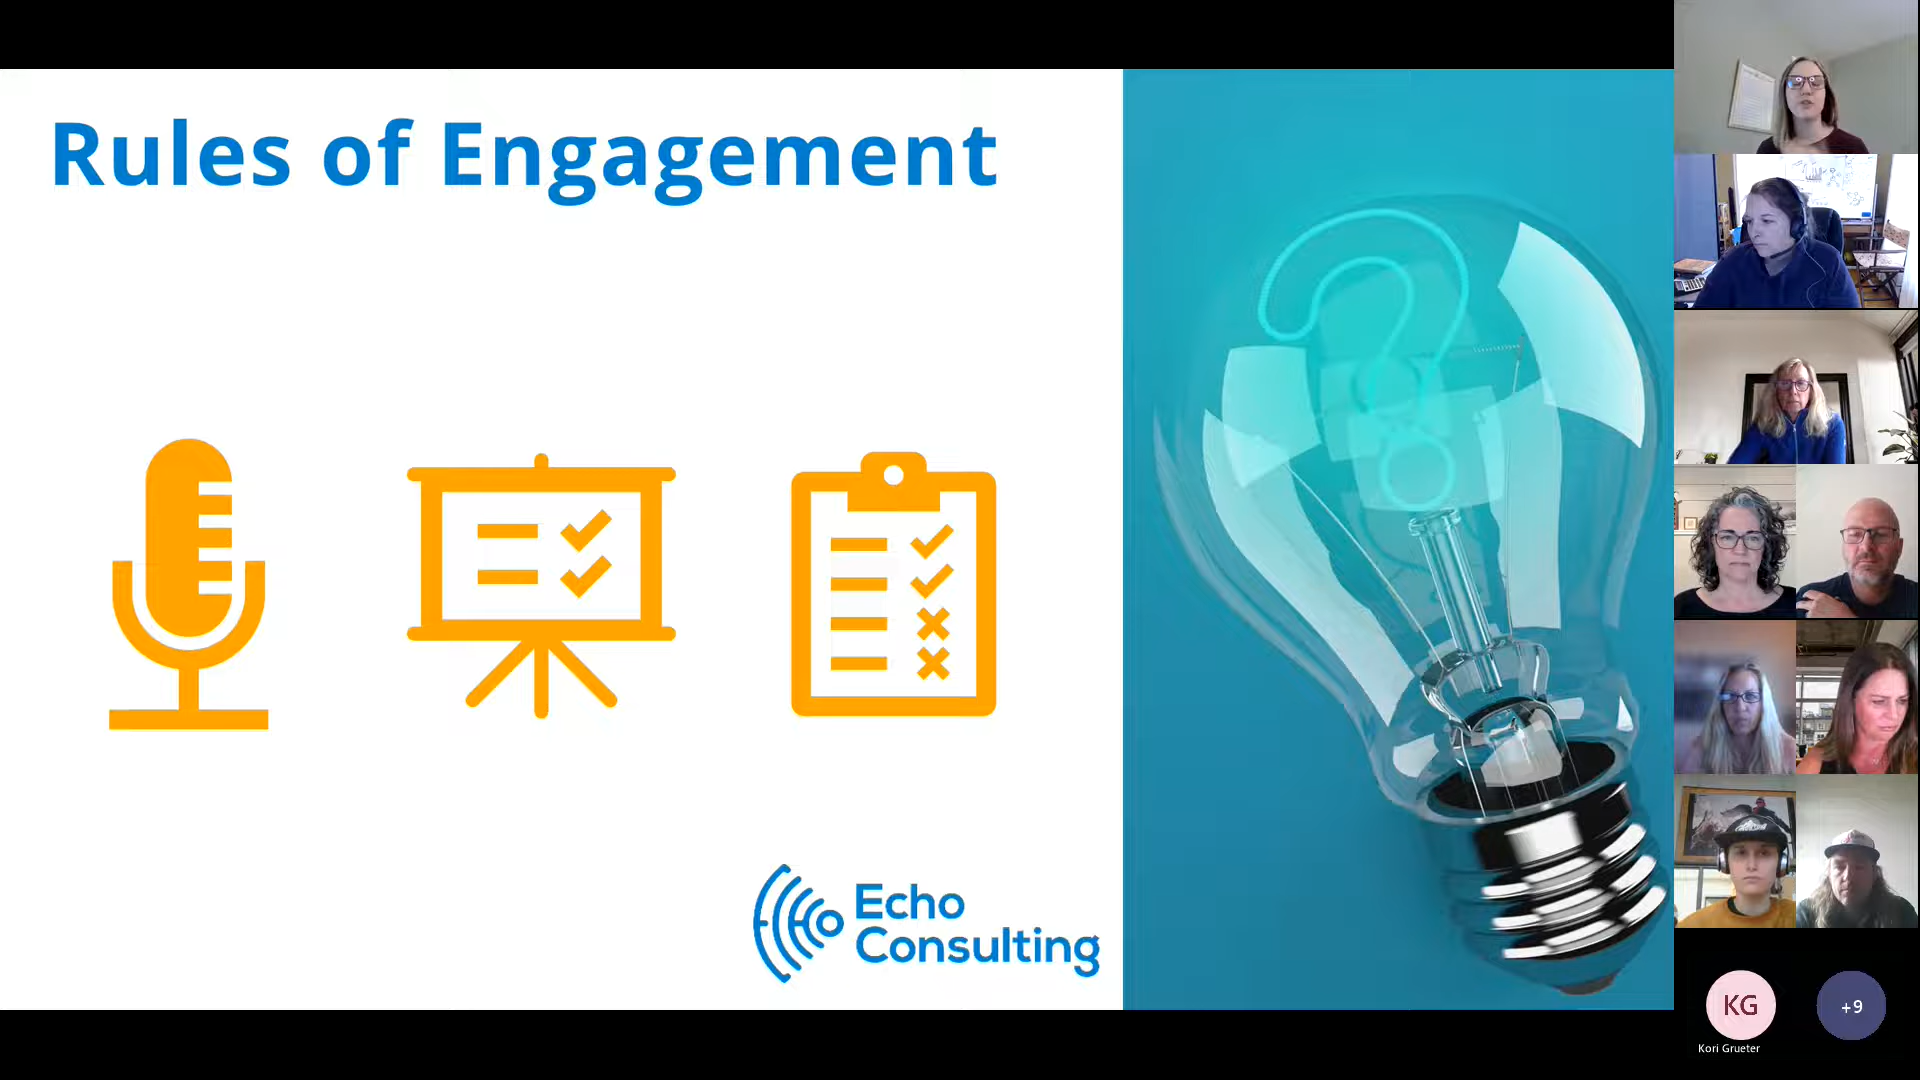 Rules of Engagement
Echo
Consulting
KG
+9
Kori Grueter